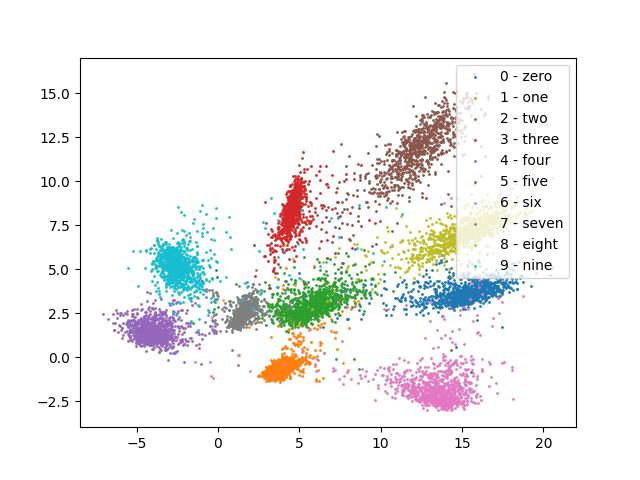 15.0
12.5
10.0
7.5
5.0
2.5
0.0
−2.5
−5
0
5
10
15
20
0 - zero
1 - one
2 - two
3 - three
4 - four
5 - five
6 - six
7 - seven
8 - eight
9 - nine